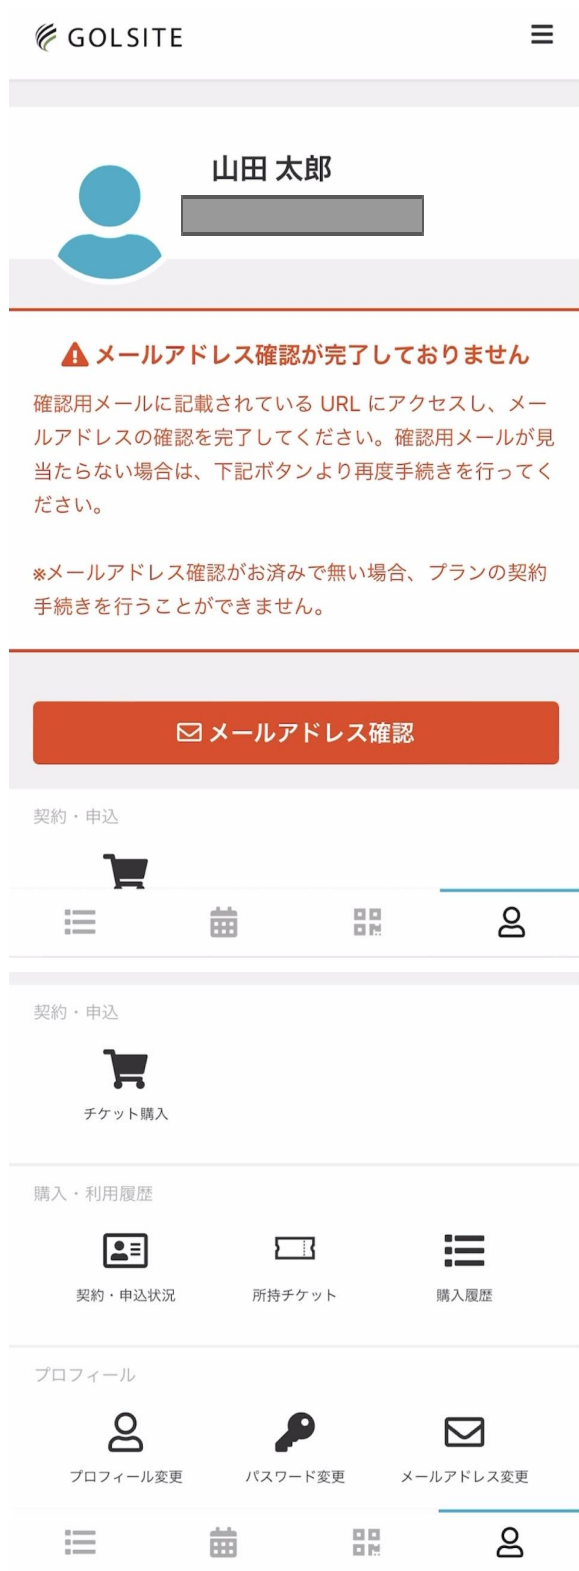 GOLSITE
山田 太郎
メールアドレス確認が完了しておりません
確認用メールに記載されている URL にアクセスし、メー
ルアドレスの確認を完了してください。確認用メールが見
当たらない場合は、下記ボタンより再度手続きを行ってく
ださい。
※メールアドレス確認がお済みで無い場合、プランの契約
手続きを行うことができません。
メールアドレス確認
契約・申込
契約・申込
チケット購入
購入・利用履歴
契約・申込状況
所持チケット
購入履歴
プロフィール
プロフィール変更
パスワード変更
メールアドレス変更